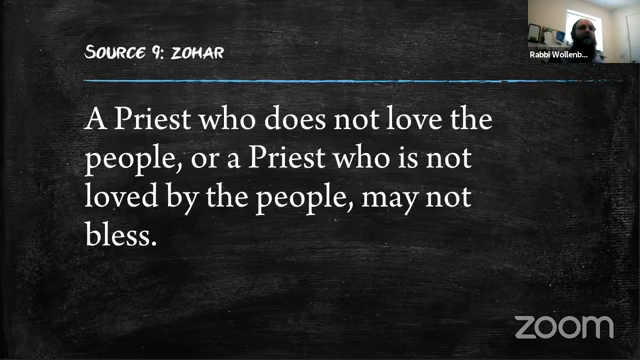 Rabbi Wollenb...
SOURCE 9: ZOHAR
A Priest who does not love the
people, or a Priest who is not
loved by the people, may not
bless.
zoom